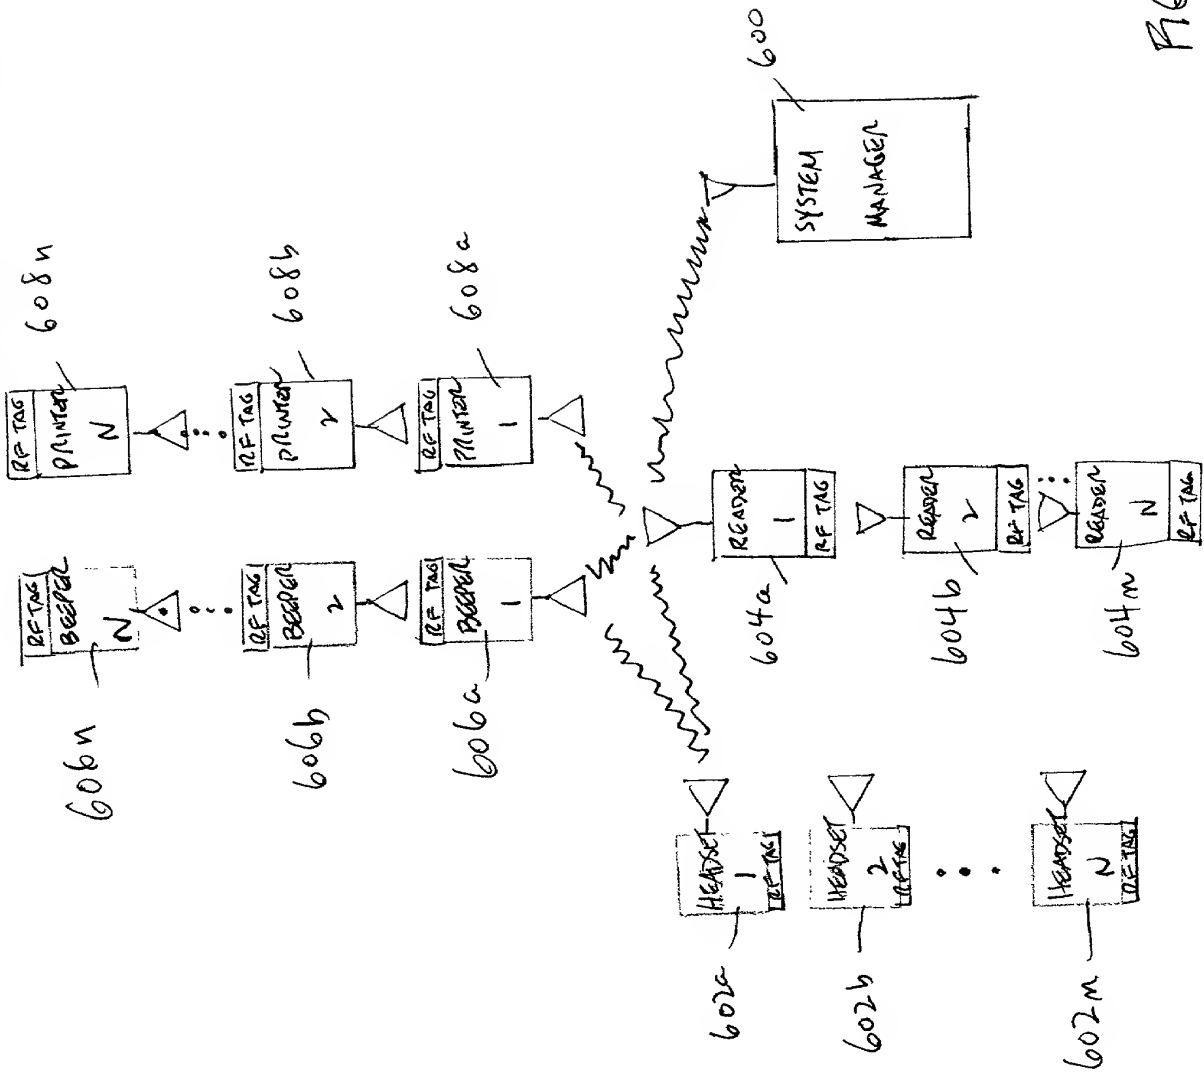 606n
RF TAG
BEEPER
N
RF TAG
PRINTER
N
608n
606b
RF TAG
BEEPER
2
RF TAG
PRINTER
2
608b
606a
RF TAG
BEEPER
1
RF TAG
PRINTER
1
608a
602a
HEADSET
1
RF TAG
602b
HEADSET
2
RF TAG
602n
HEADSET
N
RF TAG
604a
READER
1
RF TAG
604b
READER
2
RF TAG
604n
READER
N
RF TAG
600
SYSTEM
MANAGER